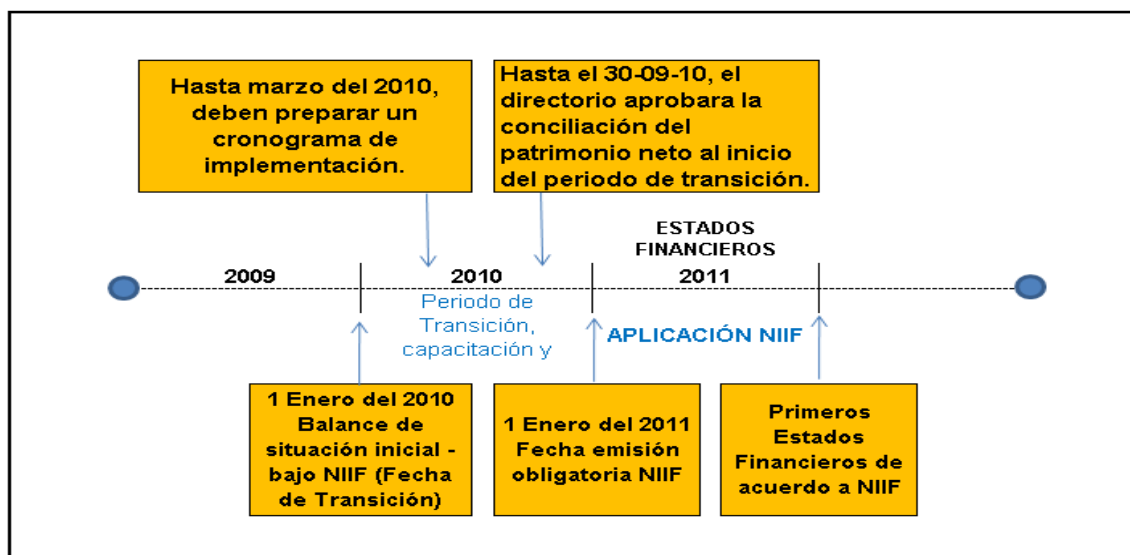 Hasta marzo del 2010,
deben preparar un
cronograma de
implementación.
Hasta el 30-09-10, el
directorio aprobara la
conciliación del
patrimonio neto al inicio
del periodo de transición.
ESTADOS
FINANCIEROS
2009
2010
2011
Periodo de
Transición,
capacitación y
APLICACIÓN NIIF
1 Enero del 2010
Balance de
situación inicial -
bajo NIIF (Fecha
de Transición)
1 Enero del 2011
Fecha emisión
obligatoria NIIF
Primeros
Estados
Financieros de
acuerdo a NIIF